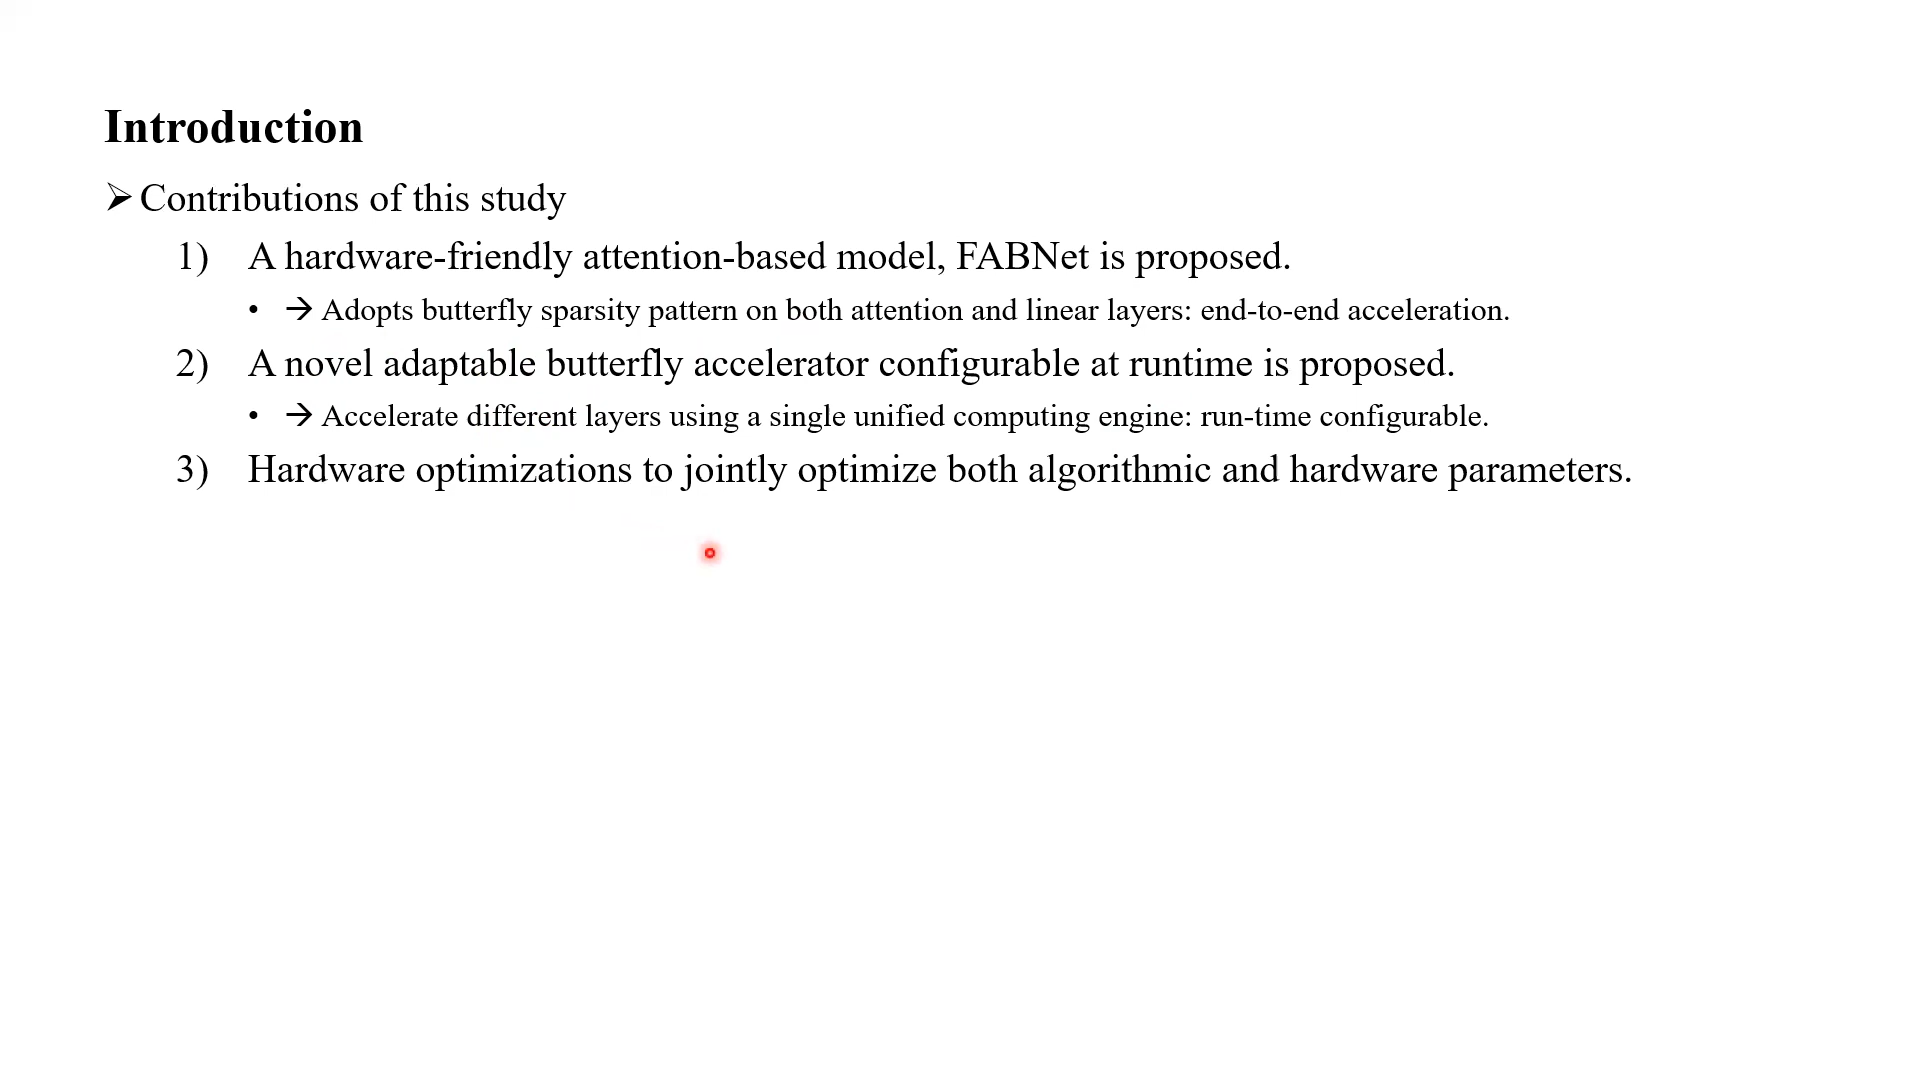 Introduction
➢ Contributions of this study
1) A hardware-friendly attention-based model, FABNet is proposed.
• → Adopts butterfly sparsity pattern on both attention and linear layers: end-to-end acceleration.
2) A novel adaptable butterfly accelerator configurable at runtime is proposed.
• → Accelerate different layers using a single unified computing engine: run-time configurable.
3) Hardware optimizations to jointly optimize both algorithmic and hardware parameters.